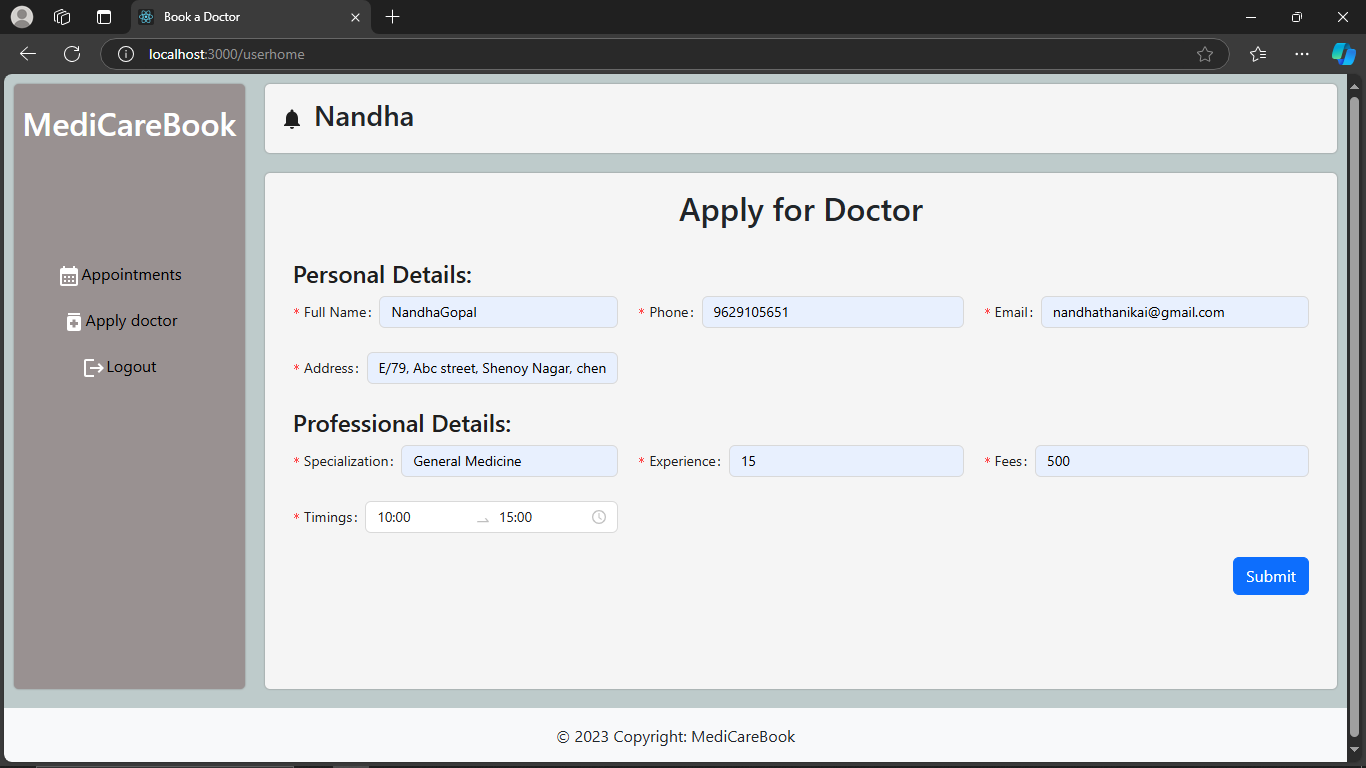 Book a Doctor
localhost:3000/userhome
MediCareBook
Appointments
Apply doctor
Logout
Nandha
Apply for Doctor
Personal Details:
* Full Name: NandhaGopal * Phone: 9629105651 * Email: nandhathanikai@gmail.com
* Address: E/79, Abc street, Shenoy Nagar, chen
Professional Details:
* Specialization: General Medicine * Experience: 15 * Fees: 500
* Timings: 10:00 → 15:00
Submit
© 2023 Copyright: MediCareBook